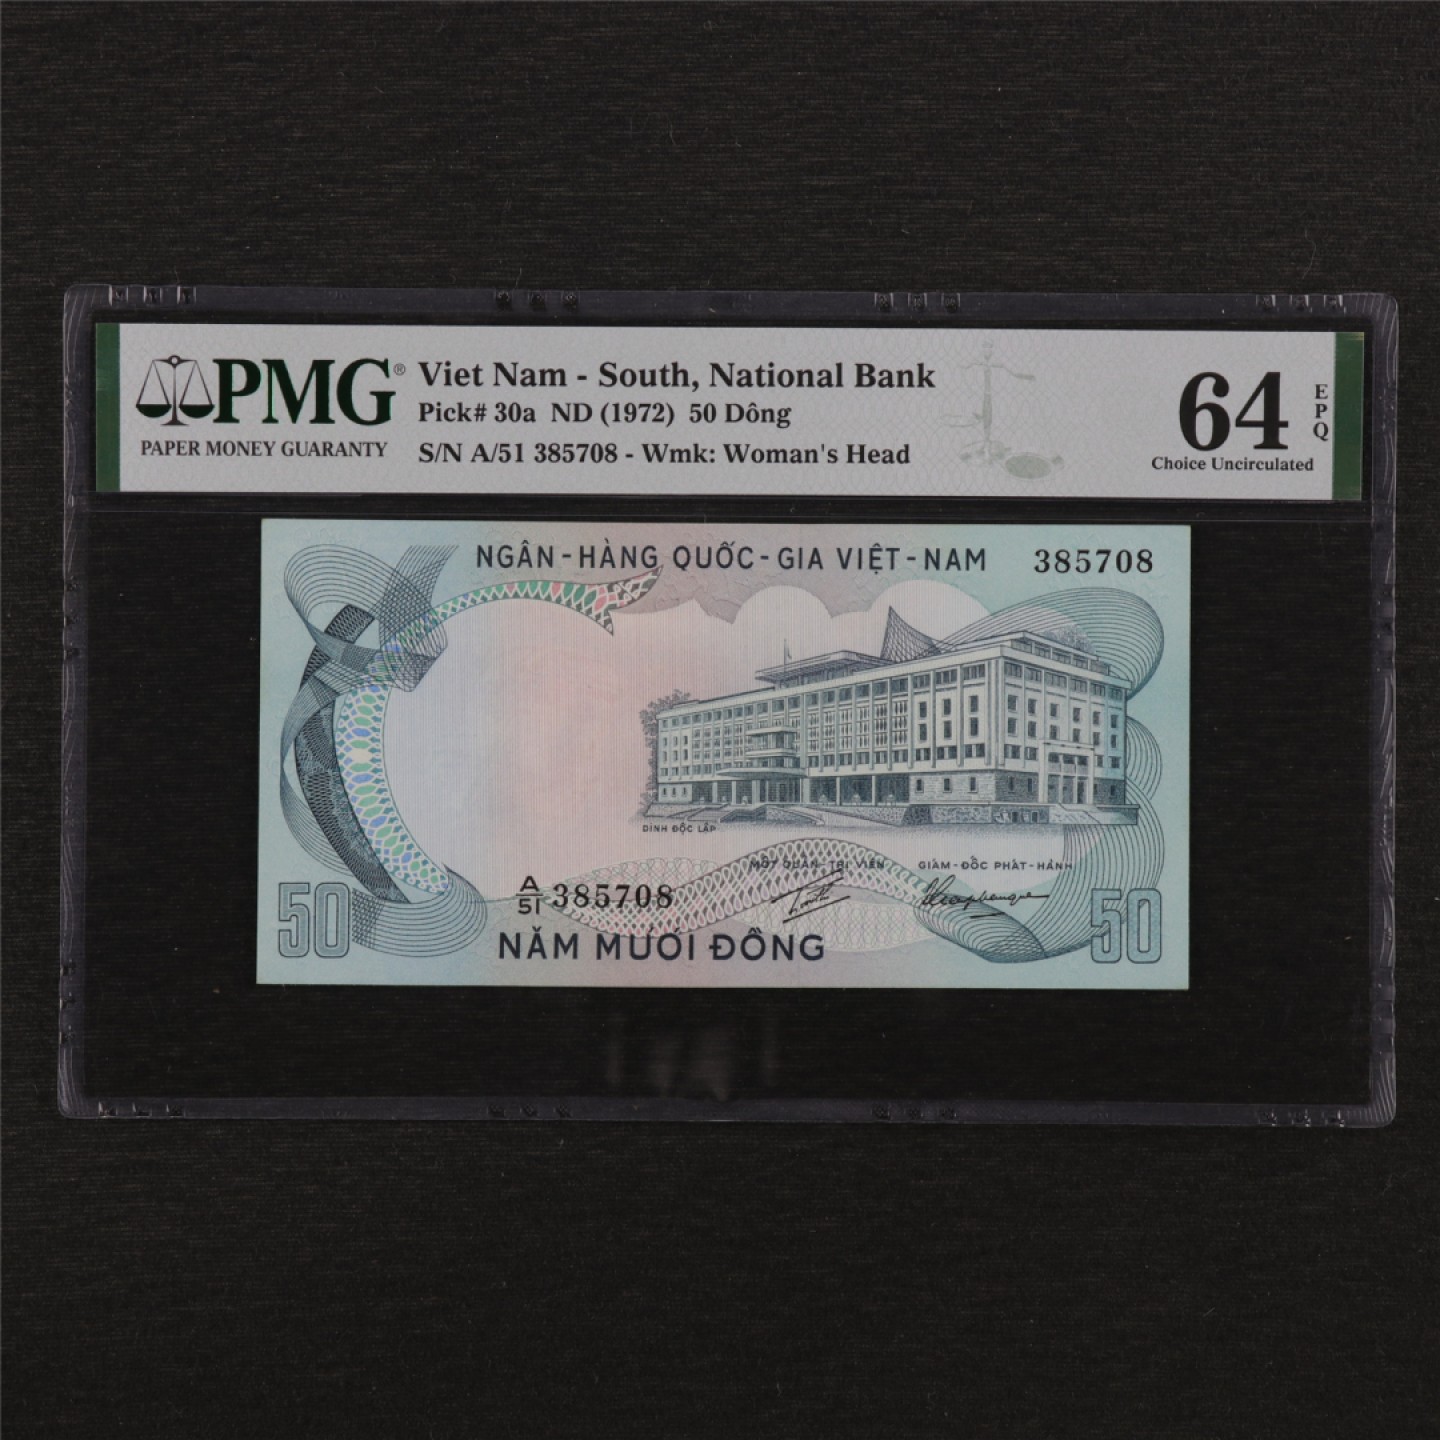 PMG®
PAPER MONEY GUARANTY
Viet Nam - South, National Bank
Pick# 30a ND (1972) 50 Dông
S/N A/51 385708 - Wmk: Woman's Head
64
EPQ
Choice Uncirculated
NGÂN-HÀNG QUỐC-GIA VIỆT-NAM 385708
DINH ĐỘC LẬP
MỘT QUẢN-TRỊ VIÊN GIÁM-ĐỐC PHÁT-HÀNH
A/51 385708
50 50
NĂM MƯƠI ĐỒNG